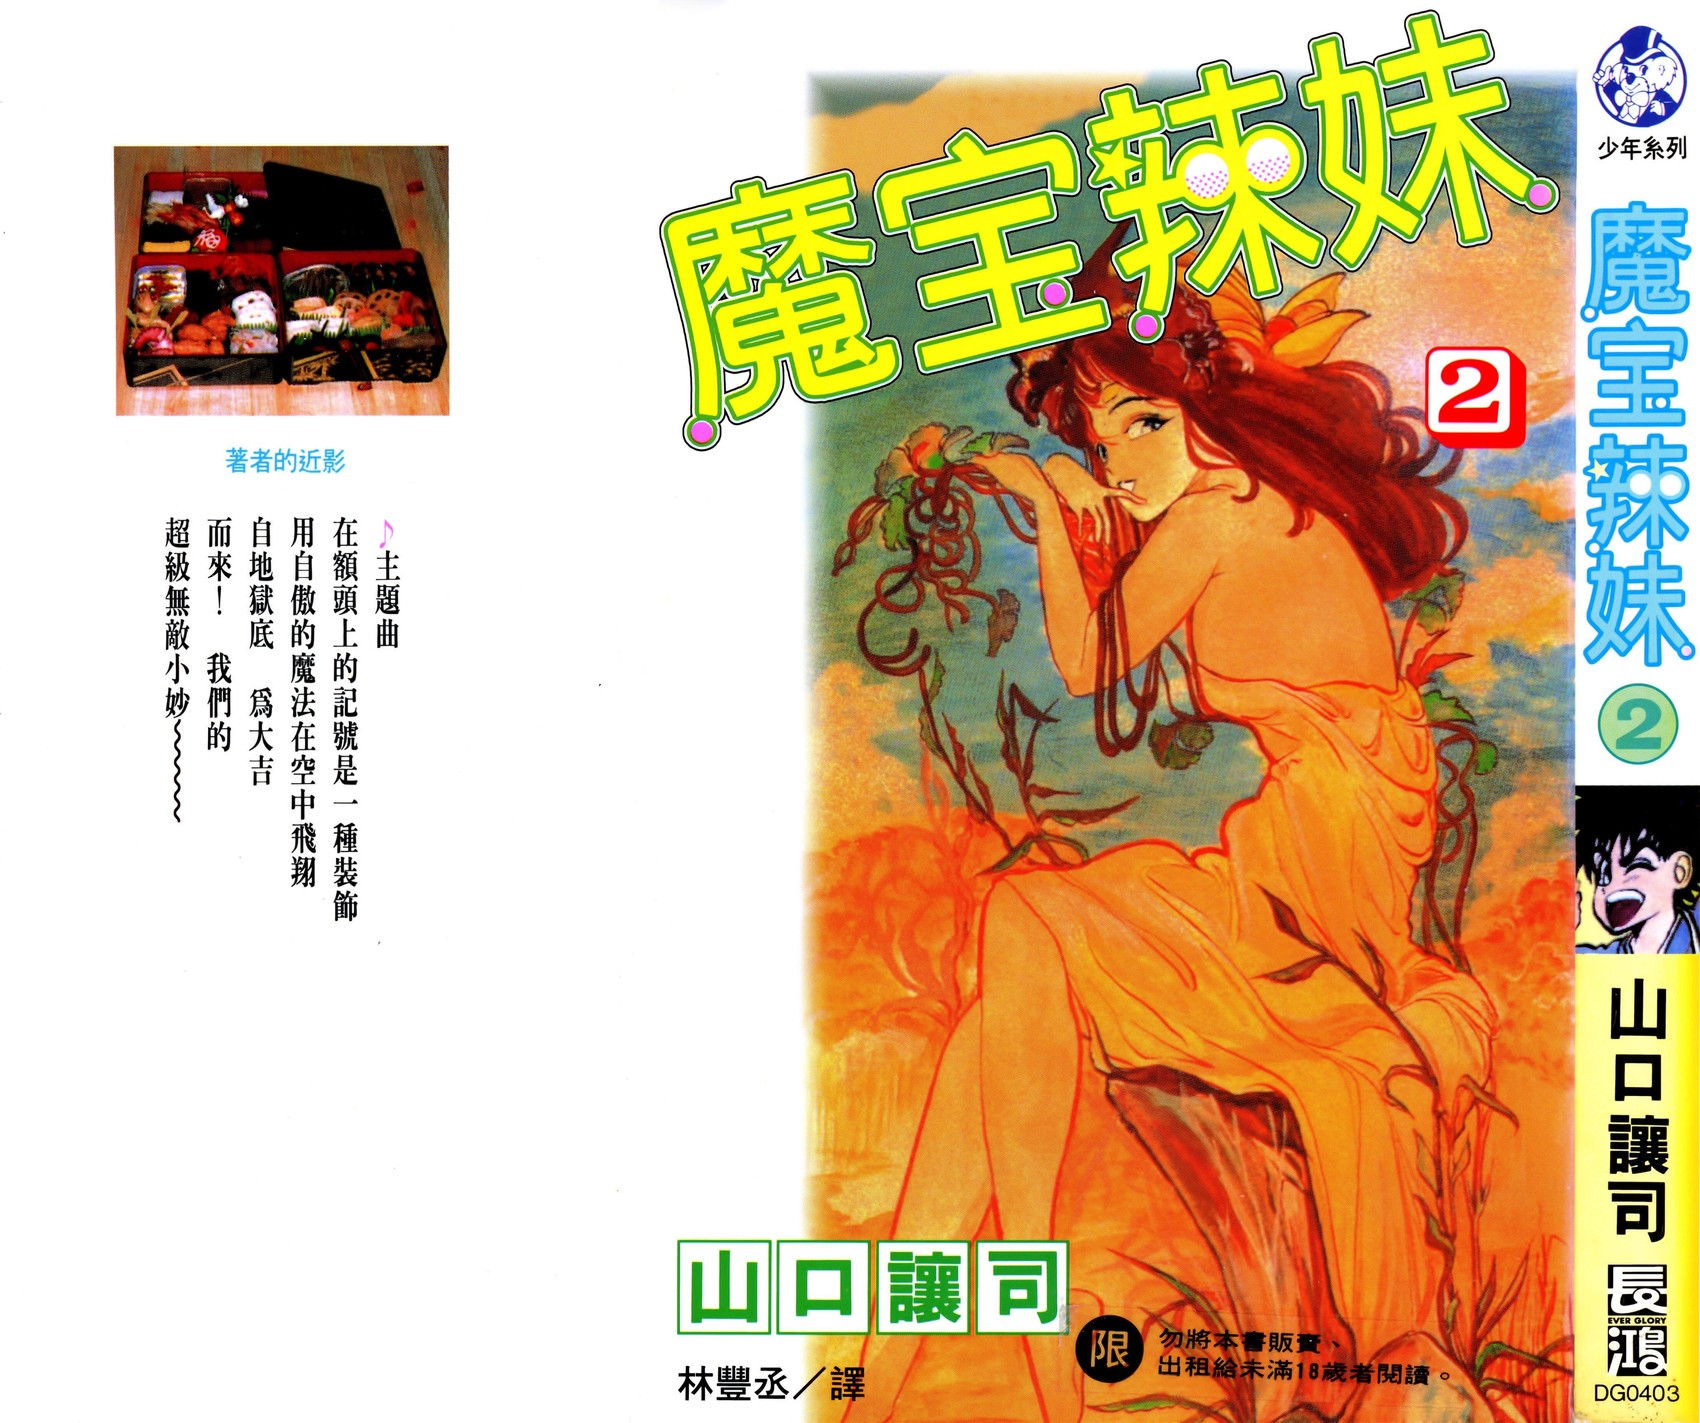 著者的近影
♪主題曲
在額頭上的記號是一種裝飾
用自傲的魔法在空中飛翔
自地獄底 爲大吉
而來! 我們的
超級無敵小妙〜〜〜〜
魔宝辣妹
2
山口讓司
林豐丞／譯
限
勿將本書販賣、
出租給未滿18歲者閱讀。
少年系列
魔宝辣妹
2
山口讓司
長
EVER GLORY
鴻
DG0403